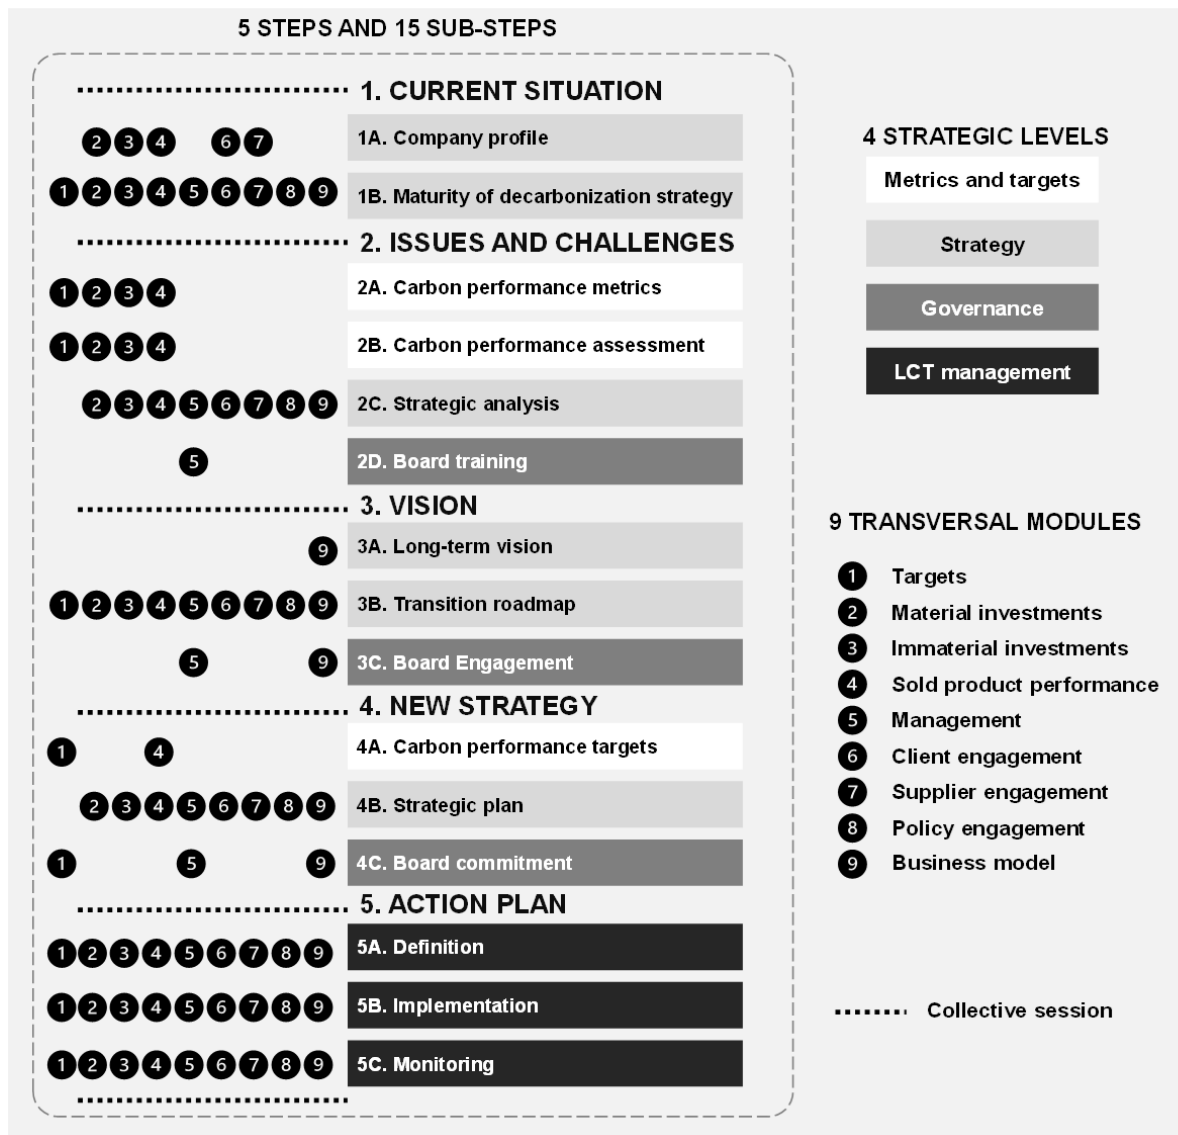 5 STEPS AND 15 SUB-STEPS
1. CURRENT SITUATION
2 3 4 6 7 1A. Company profile
1 2 3 4 5 6 7 8 9 1B. Maturity of decarbonization strategy
2. ISSUES AND CHALLENGES
1 2 3 4 2A. Carbon performance metrics
1 2 3 4 2B. Carbon performance assessment
2 3 4 5 6 7 8 9 2C. Strategic analysis
5 2D. Board training
3. VISION
9 3A. Long-term vision
1 2 3 4 5 6 7 8 9 3B. Transition roadmap
5 9 3C. Board Engagement
4. NEW STRATEGY
1 4 4A. Carbon performance targets
2 3 4 5 6 7 8 9 4B. Strategic plan
1 5 9 4C. Board commitment
5. ACTION PLAN
1 2 3 4 5 6 7 8 9 5A. Definition
1 2 3 4 5 6 7 8 9 5B. Implementation
1 2 3 4 5 6 7 8 9 5C. Monitoring
4 STRATEGIC LEVELS
Metrics and targets
Strategy
Governance
LCT management
9 TRANSVERSAL MODULES
1 Targets
2 Material investments
3 Immaterial investments
4 Sold product performance
5 Management
6 Client engagement
7 Supplier engagement
8 Policy engagement
9 Business model
Collective session